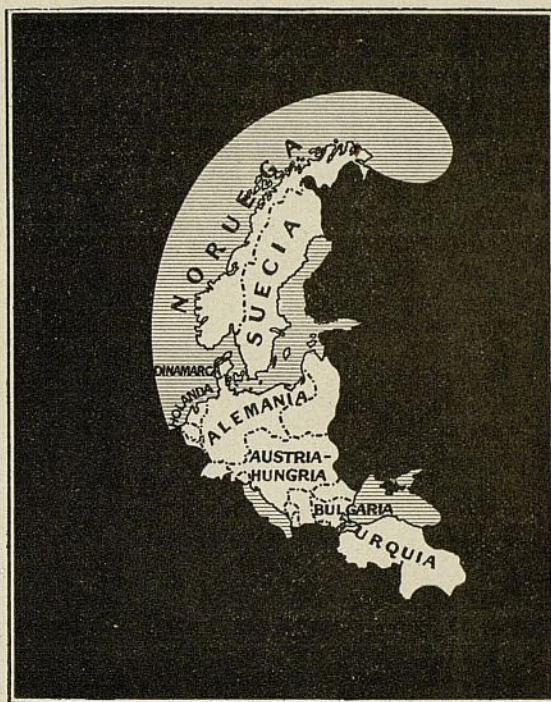 NORUEGA
SUECIA
DINAMARCA
HOLANDA
ALEMANIA
AUSTRIA-
HUNGRIA
BULGARIA
TURQUIA